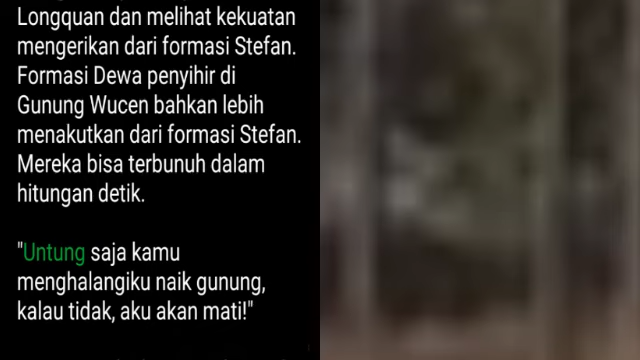 Longquan dan melihat kekuatan
mengerikan dari formasi Stefan.
Formasi Dewa penyihir di
Gunung Wucen bahkan lebih
menakutkan dari formasi Stefan.
Mereka bisa terbunuh dalam
hitungan detik.
"Untung saja kamu
menghalangiku naik gunung,
kalau tidak, aku akan mati!"